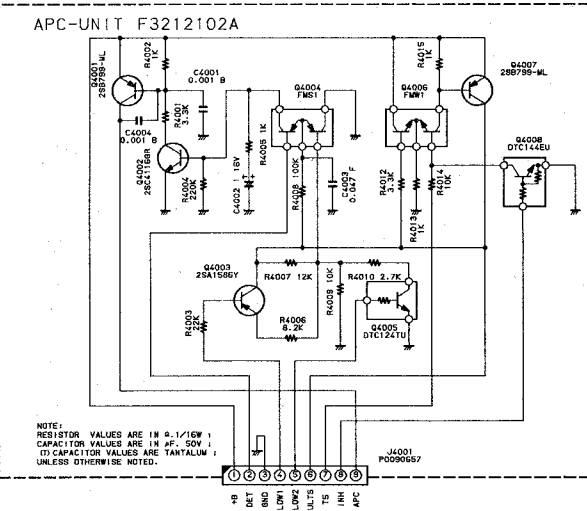 APC-UNIT F3212102A
R4002
1K
Q4001
2SB799-ML
C4001
0.001 B
R4001
3.3K
C4004
0.001 B
Q4002
2SC4116GR
R4004
220K
R4005 1K
C4002 1 16V
Q4004
FMS1
R4008 100K
C4003
0.047 F
Q4006
FMW1
R4015
1K
Q4007
2SB799-ML
Q4008
DTC144EU
R4012
3.3K
R4013
1K
R4014
10K
Q4003
2SA1586Y
R4007 12K
R4009 10K
R4010 2.7K
R4003
22K
R4006
8.2K
Q4005
DTC124TU
NOTE:
RESISTOR VALUES ARE IN Ω.1/16W ;
CAPACITOR VALUES ARE IN µF. 50V ;
(T) CAPACITOR VALUES ARE TANTALUM ;
UNLESS OTHERWISE NOTED.
J4001
P0090657
1 2 3 4 5 6 7 8 9
+B DET GND LOW1 LOW2 ULTS TS INH APC